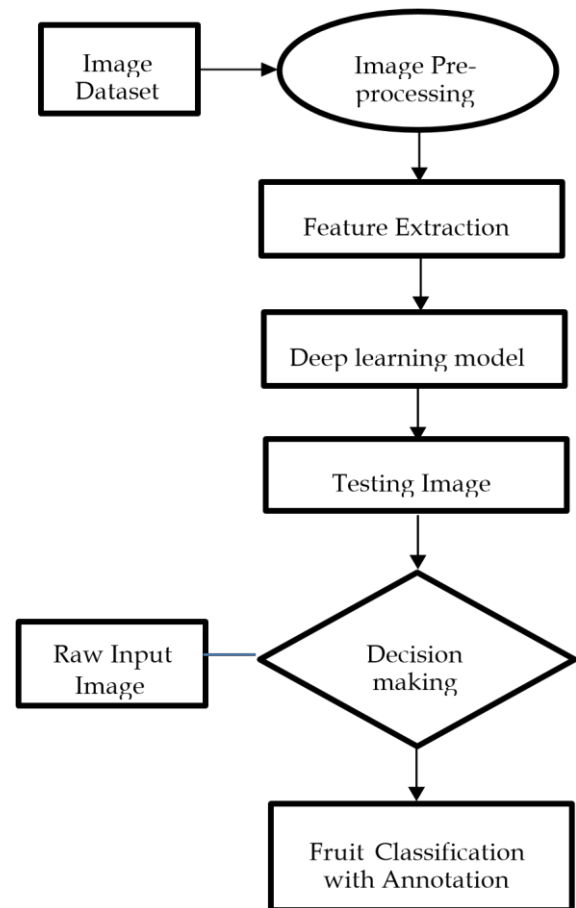 Image
Dataset
Image Pre-
processing
Feature Extraction
Deep learning model
Testing Image
Raw Input
Image
Decision
making
Fruit Classification
with Annotation